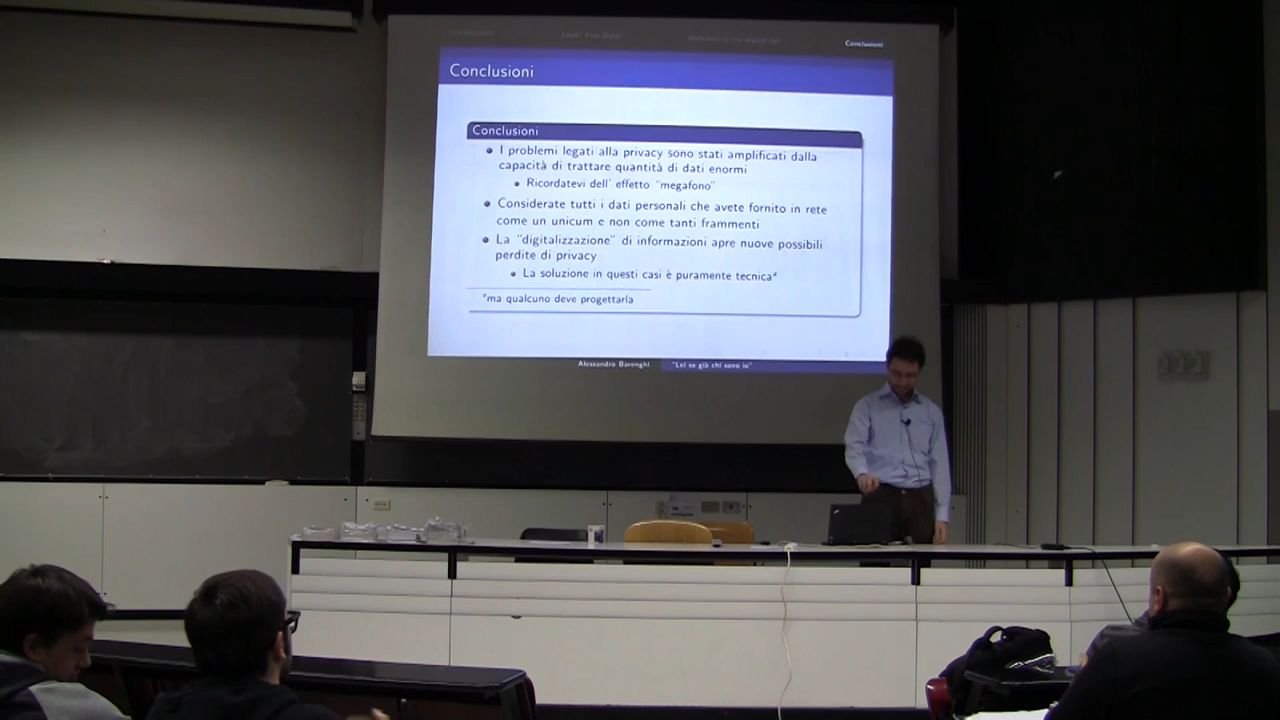 Conclusioni
Conclusioni
Conclusioni
I problemi legati alla privacy sono stati amplificati dalla
capacità di trattare quantità di dati enormi
Ricordatevi dell' effetto "megafono"
Considerate tutti i dati personali che avete fornito in rete
come un unicum e non come tanti frammenti
La "digitalizzazione" di informazioni apre nuove possibili
perdite di privacy
La soluzione in questi casi è puramente tecnicaª
ªma qualcuno deve progettarla
Alessandro Barenghi "Lei sa già chi sono io"